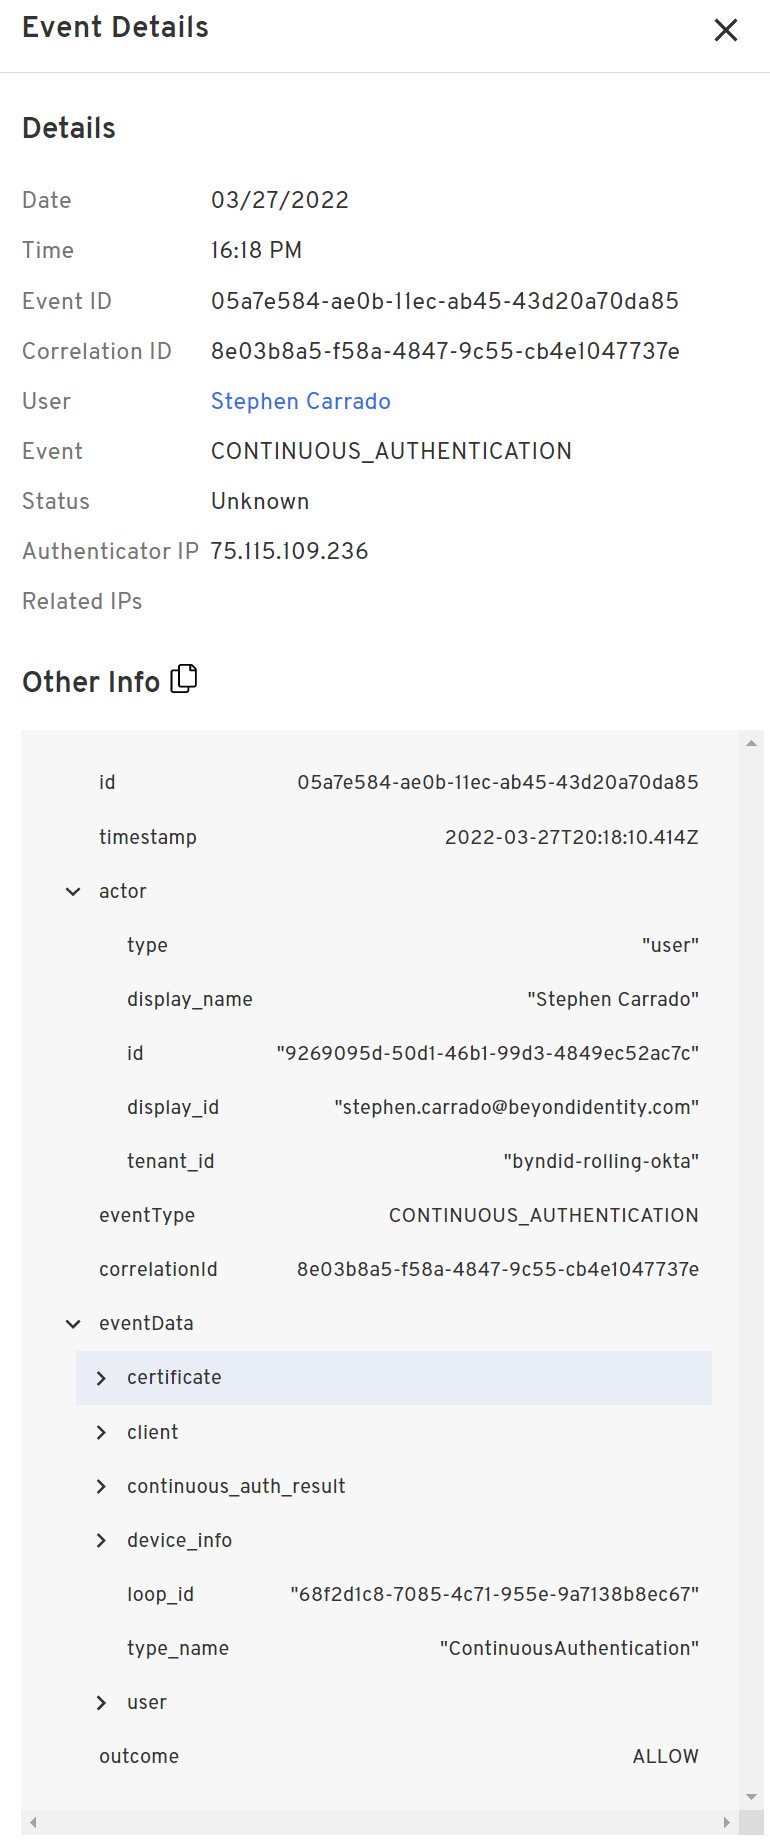 Event Details
Details
Date 03/27/2022
Time 16:18 PM
Event ID 05a7e584-ae0b-11ec-ab45-43d20a70da85
Correlation ID 8e03b8a5-f58a-4847-9c55-cb4e1047737e
User Stephen Carrado
Event CONTINUOUS_AUTHENTICATION
Status Unknown
Authenticator IP 75.115.109.236
Related IPs
Other Info
id 05a7e584-ae0b-11ec-ab45-43d20a70da85
timestamp 2022-03-27T20:18:10.414Z
actor
type "user"
display_name "Stephen Carrado"
id "9269095d-50d1-46b1-99d3-4849ec52ac7c"
display_id "stephen.carrado@beyondidentity.com"
tenant_id "byndid-rolling-okta"
eventType CONTINUOUS_AUTHENTICATION
correlationId 8e03b8a5-f58a-4847-9c55-cb4e1047737e
eventData
certificate
client
continuous_auth_result
device_info
loop_id "68f2d1c8-7085-4c71-955e-9a7138b8ec67"
type_name "ContinuousAuthentication"
user
outcome ALLOW